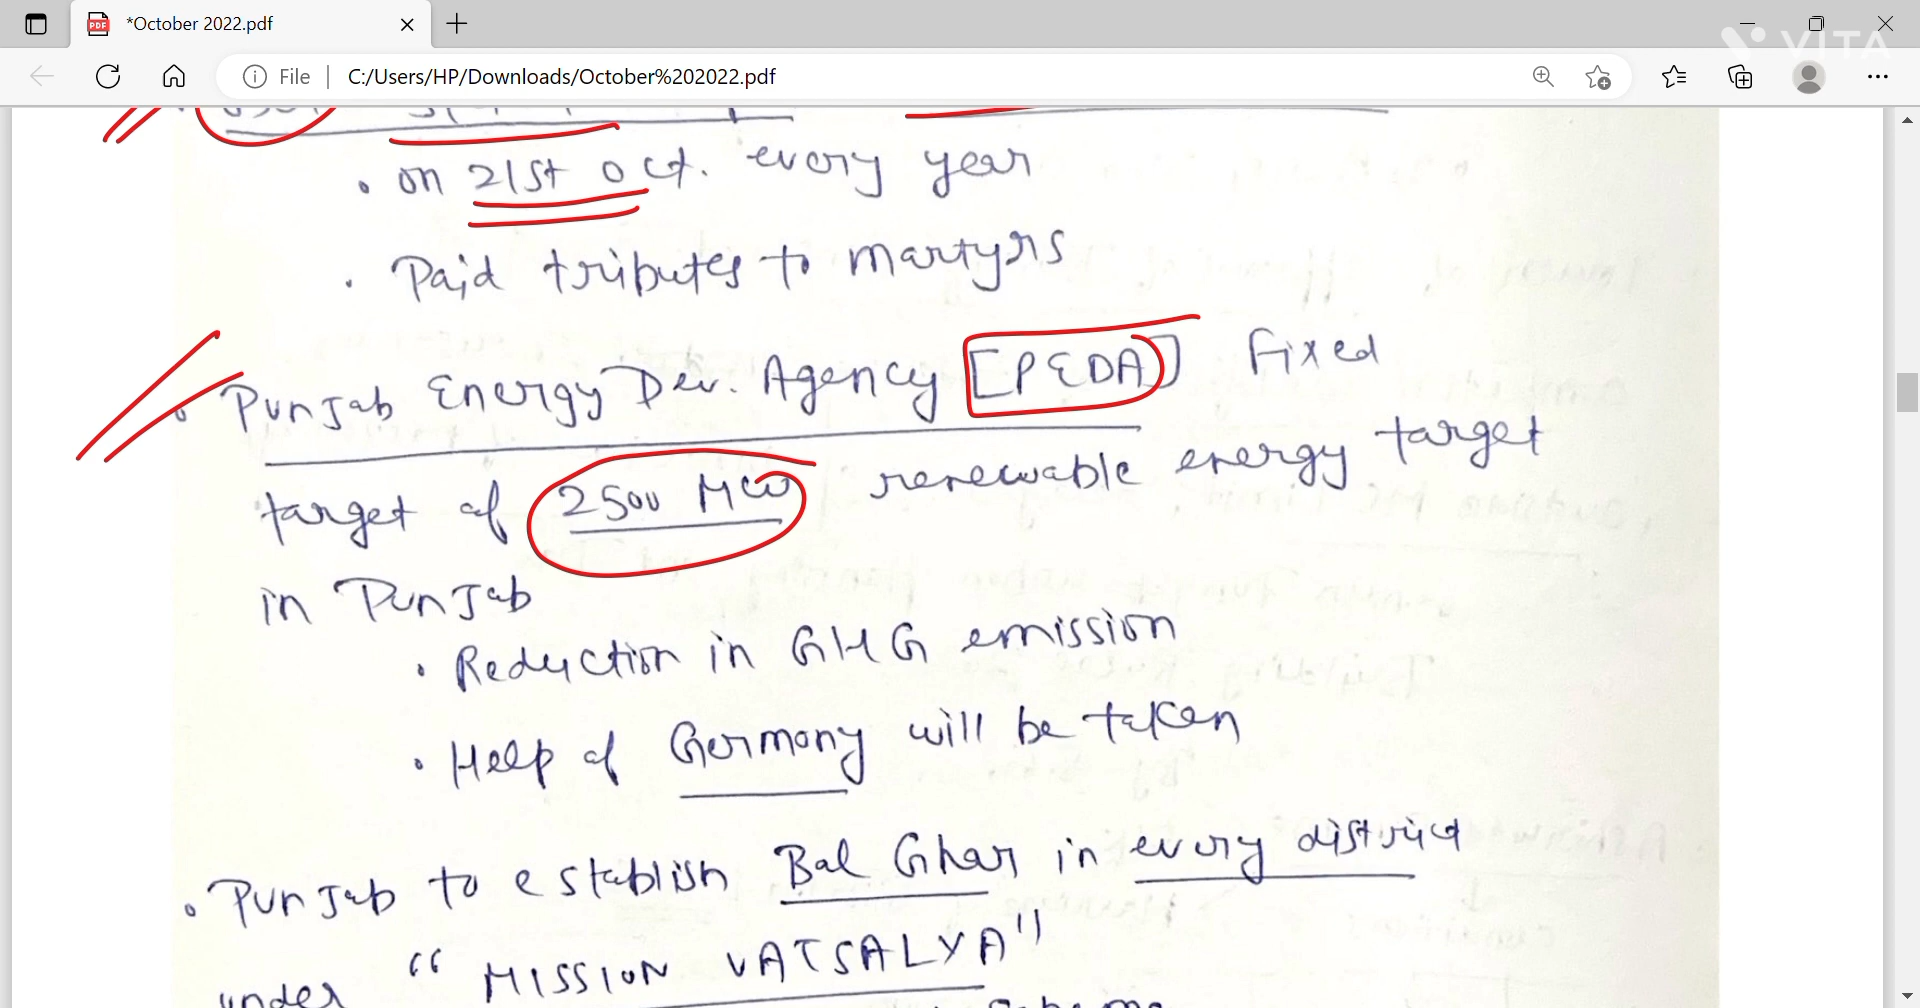 *October 2022.pdf
VITA
File C:/Users/HP/Downloads/October%202022.pdf
• on 21st Oct. every year
• Paid tributes to martyrs
• Punjab Energy Dev. Agency [PEDA] fixed
target of 2500 MW renewable energy target
in Punjab
• Reduction in GHG emission
• Help of Germany will be taken
• Punjab to establish Bal Ghar in every district
under "MISSION VATSALYA"